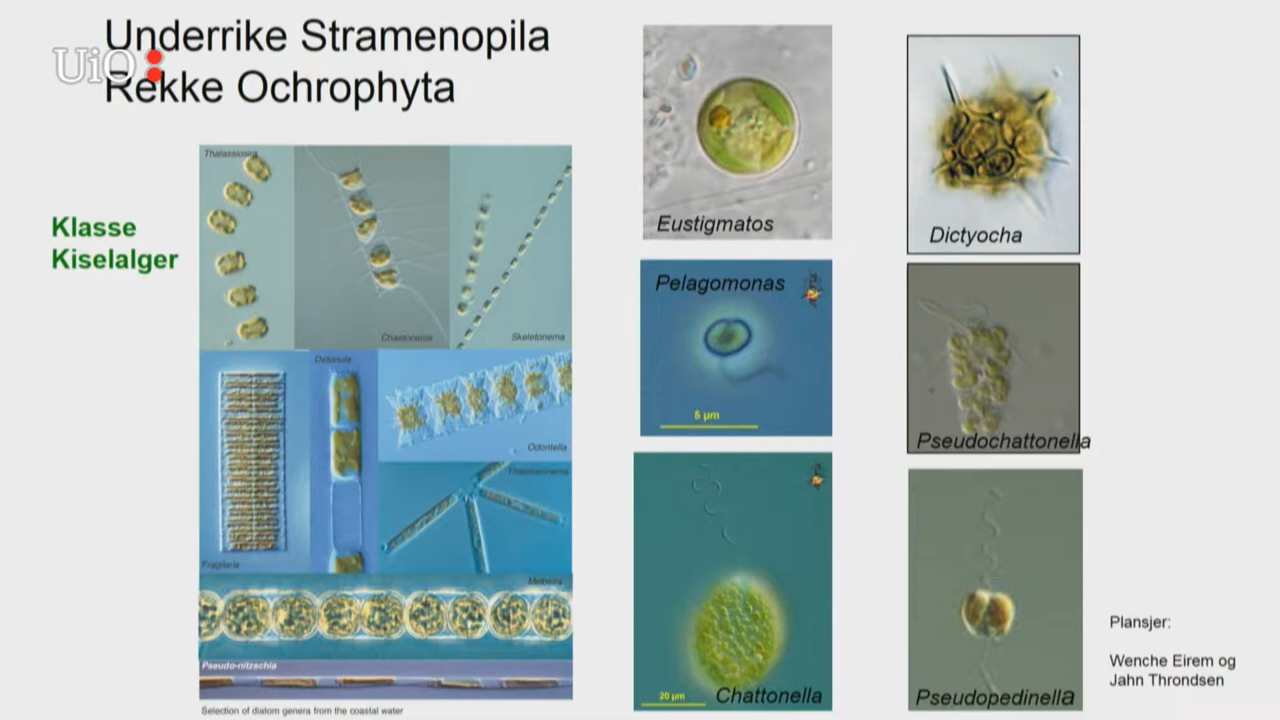 Underrike Stramenopila
UiO:
Rekke Ochrophyta
Klasse
Kiselalger
Thalassiosira
Chaetoceros
Skeletonema
Detonula
Odontella
Thalassionema
Fragilaria
Melosira
Pseudo-nitzschia
Selection of diatom genera from the coastal water
Eustigmatos
Dictyocha
Pelagomonas
5 µm
Pseudochattonella
20 µm
Chattonella
Pseudopedinella
Plansjer:
Wenche Eirem og
Jahn Throndsen